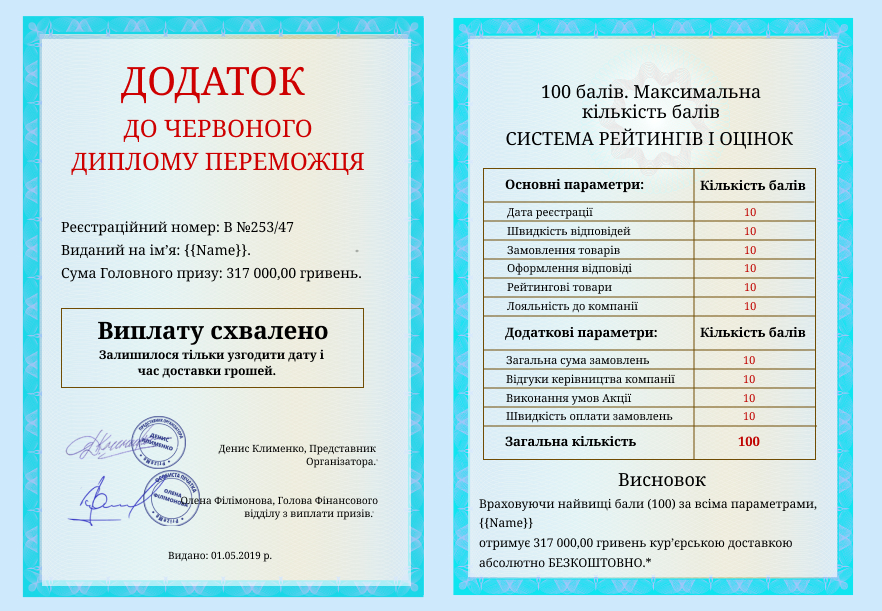 ДОДАТОК
ДО ЧЕРВОНОГО
ДИПЛОМУ ПЕРЕМОЖЦЯ
Реєстраційний номер: В №253/47
Виданий на ім’я: {{Name}}.
Сума Головного призу: 317 000,00 гривень.
Виплату схвалено
Залишилося тільки узгодити дату і
час доставки грошей.
ДЕНИС
КЛИМЕНКО
Денис Клименко, Представник
Організатора.
ОЛЕНА
ФІЛІМОНОВА
Олена Філімонова, Голова Фінансового
відділу з виплати призів.
Видано: 01.05.2019 р.
100 балів. Максимальна
кількість балів
СИСТЕМА РЕЙТИНГІВ І ОЦІНОК
Основні параметри: Кількість балів
Дата реєстрації 10
Швидкість відповідей 10
Замовлення товарів 10
Оформлення відповіді 10
Рейтингові товари 10
Лояльність до компанії 10
Додаткові параметри: Кількість балів
Загальна сума замовлень 10
Відгуки керівництва компанії 10
Виконання умов Акції 10
Швидкість оплати замовлень 10
Загальна кількість 100
Висновок
Враховуючи найвищі бали (100) за всіма параметрами,
{{Name}}
отримує 317 000,00 гривень кур’єрською доставкою
абсолютно БЕЗКОШТОВНО.*